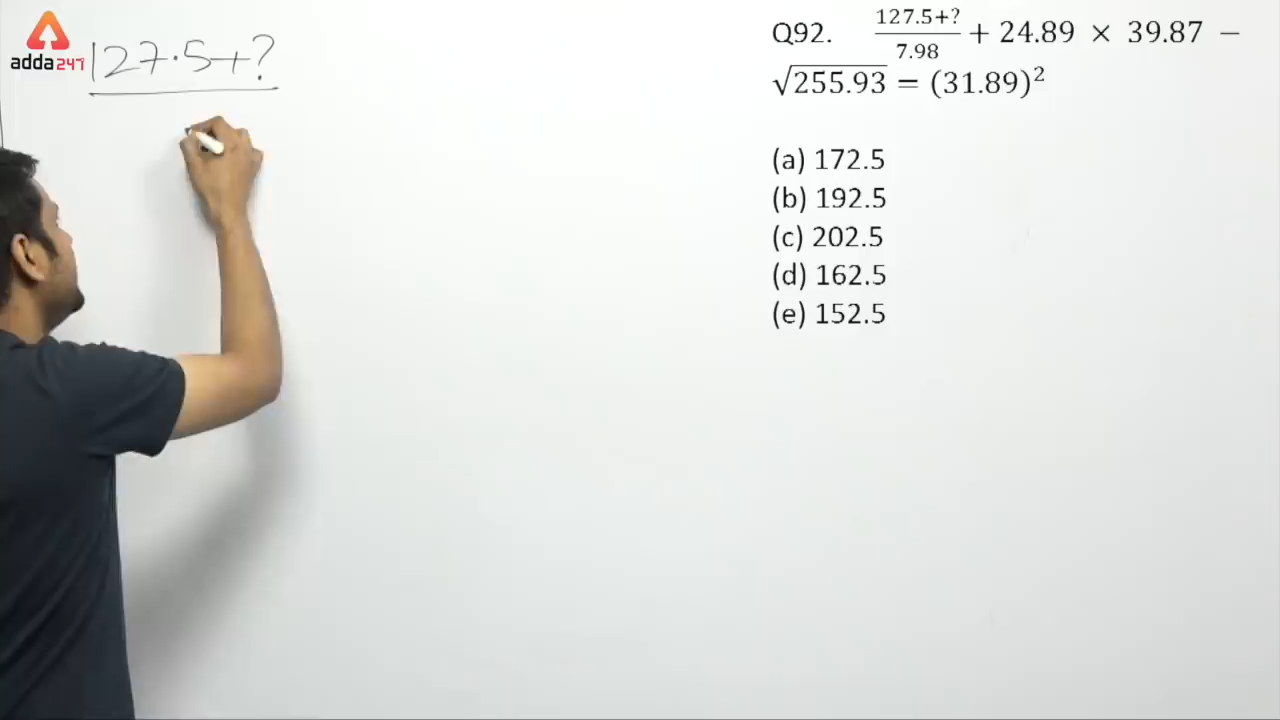 adda247
127.5+?
Q92. (127.5+?)/7.98 + 24.89 × 39.87 −
√255.93 = (31.89)²
(a) 172.5
(b) 192.5
(c) 202.5
(d) 162.5
(e) 152.5